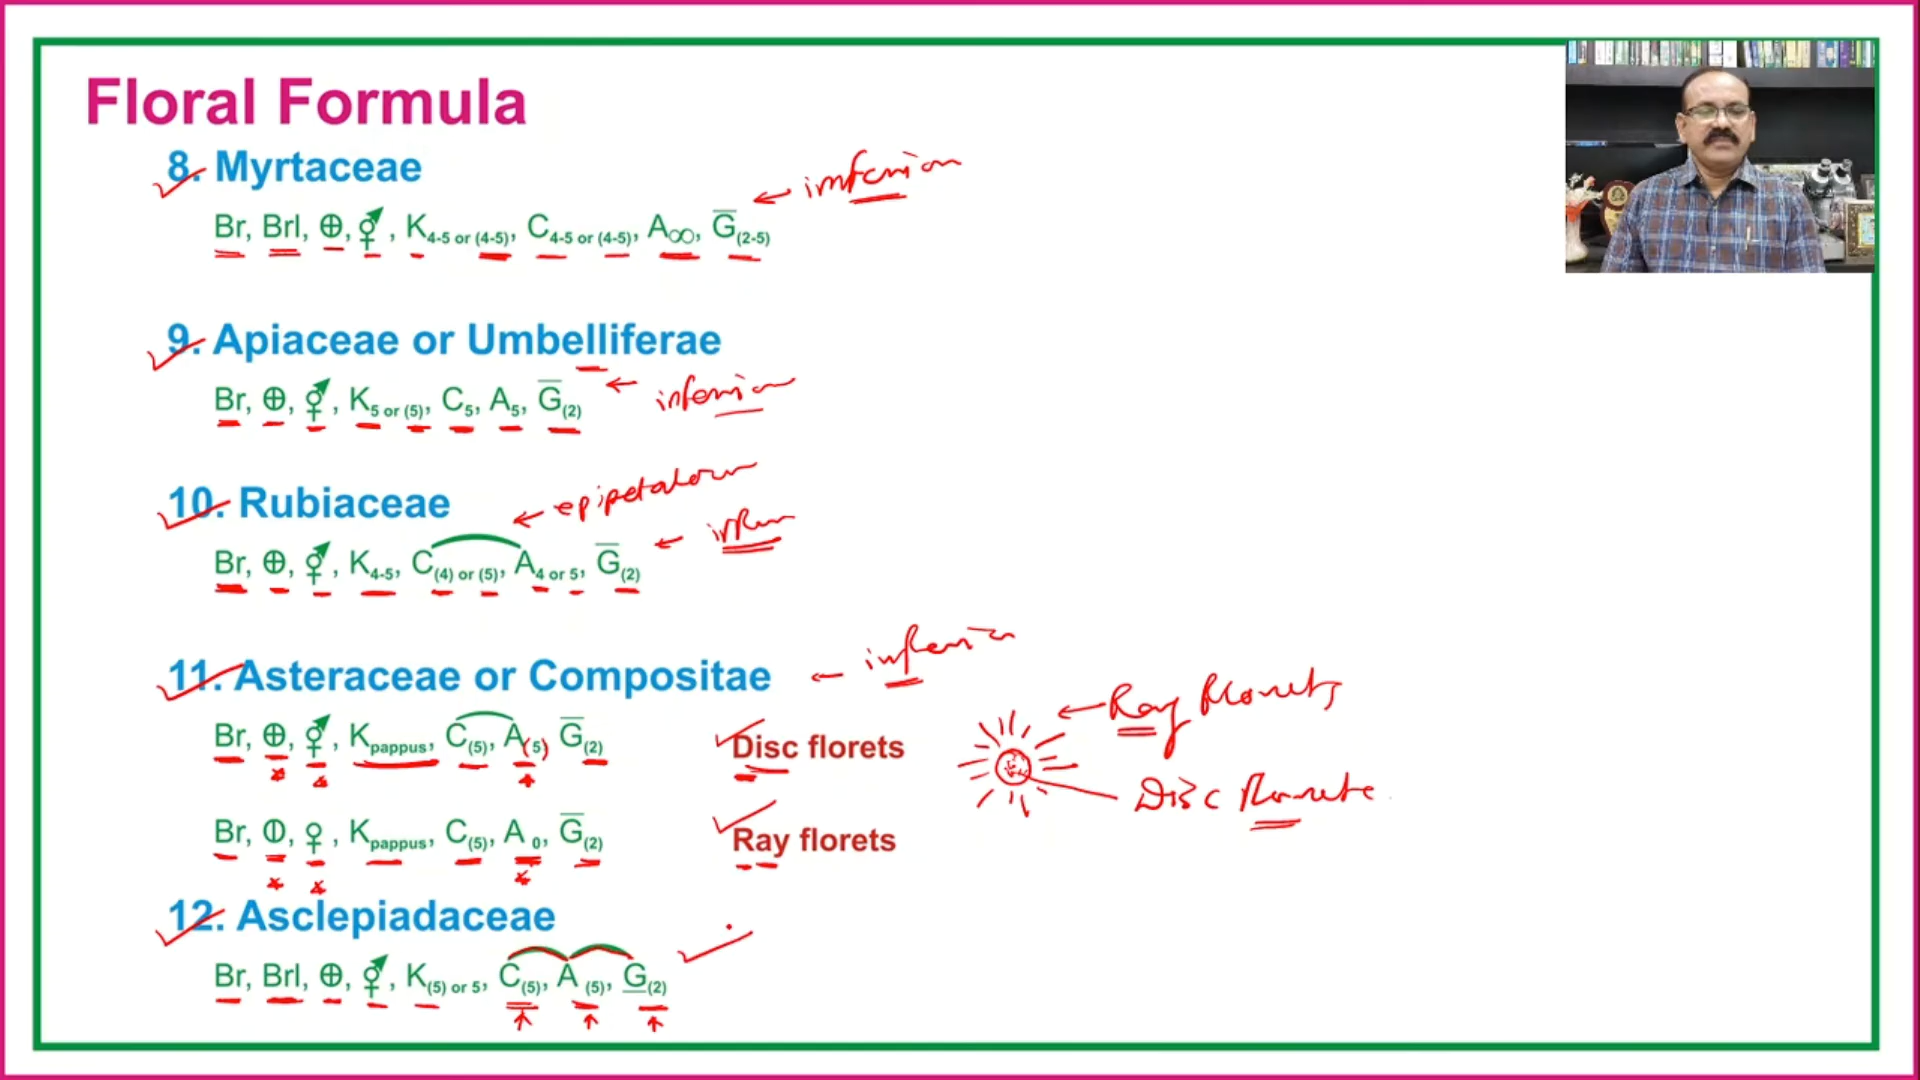 Floral Formula
8. Myrtaceae
Br, Brl, ⊕, ⚥, K4-5 or (4-5), C4-5 or (4-5), A∞, G̅(2-5) ← inferior
9. Apiaceae or Umbelliferae
Br, ⊕, ⚥, K5 or (5), C5, A5, G̅(2) ← inferior
10. Rubiaceae
← epipetalous
Br, ⊕, ⚥, K4-5, C(4) or (5), A4 or 5, G̅(2) ←
11. Asteraceae or Compositae ← inferior
← Ray florets
Br, ⊕, ⚥, Kpappus, C(5), A(5) G̅(2) Disc florets
Disc florets
Br, ⦶, ♀, Kpappus, C(5), A 0, G̅(2) Ray florets
12. Asclepiadaceae
Br, Brl, ⊕, ⚥, K(5) or 5, C(5), A (5), G̲(2)